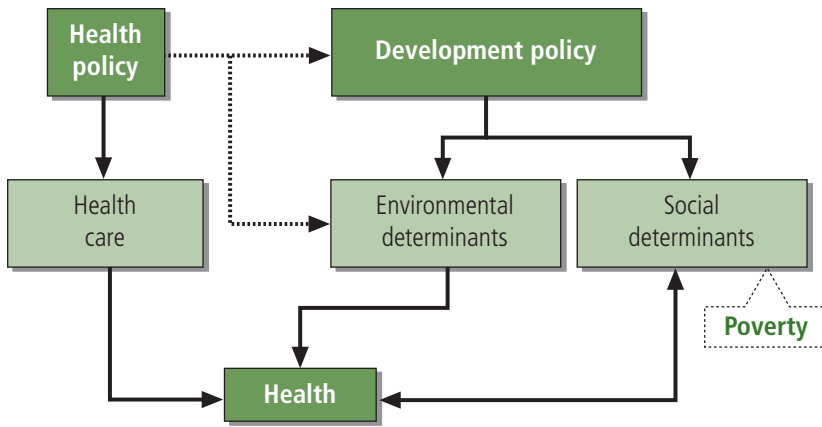 Health
policy
Development policy
Health
care
Environmental
determinants
Social
determinants
Poverty
Health